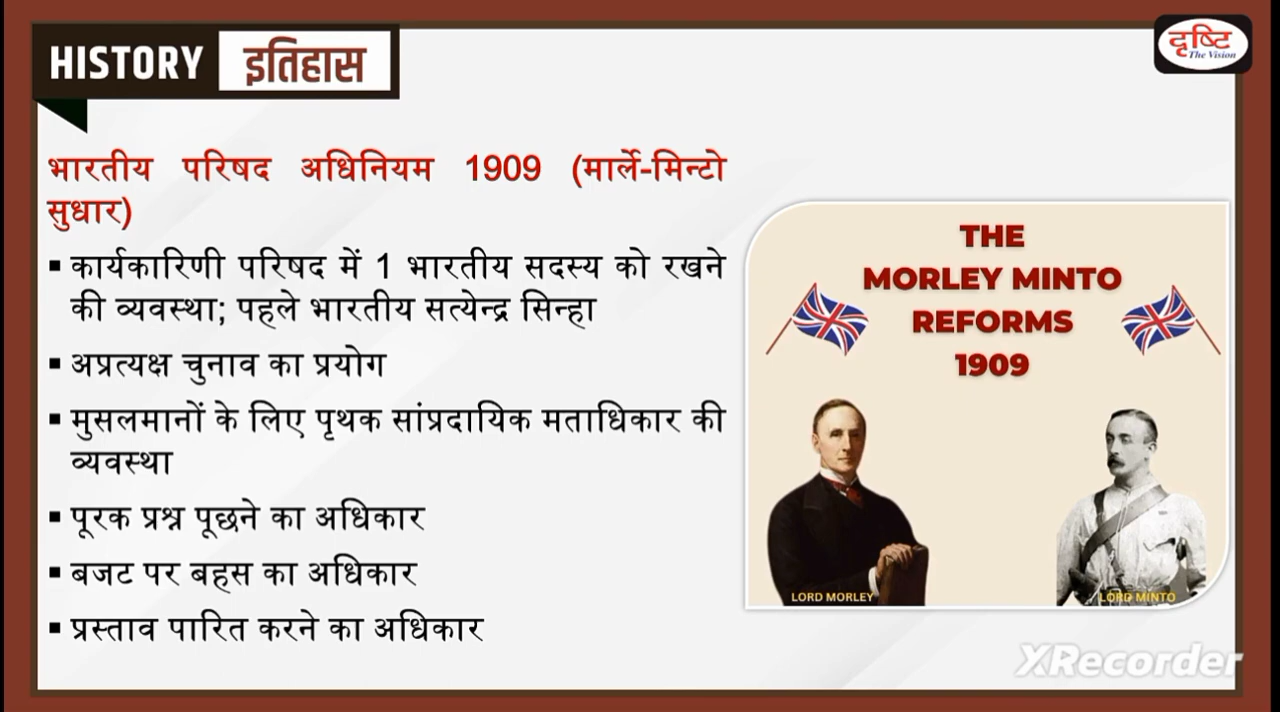 HISTORY इतिहास
दृष्टि
The Vision
भारतीय परिषद अधिनियम 1909 (मार्ले-मिन्टो
सुधार)
▪ कार्यकारिणी परिषद में 1 भारतीय सदस्य को रखने
की व्यवस्था; पहले भारतीय सत्येन्द्र सिन्हा
▪ अप्रत्यक्ष चुनाव का प्रयोग
▪ मुसलमानों के लिए पृथक सांप्रदायिक मताधिकार की
व्यवस्था
▪ पूरक प्रश्न पूछने का अधिकार
▪ बजट पर बहस का अधिकार
▪ प्रस्ताव पारित करने का अधिकार
THE
MORLEY MINTO
REFORMS
1909
LORD MORLEY
LORD MINTO
XRecorder